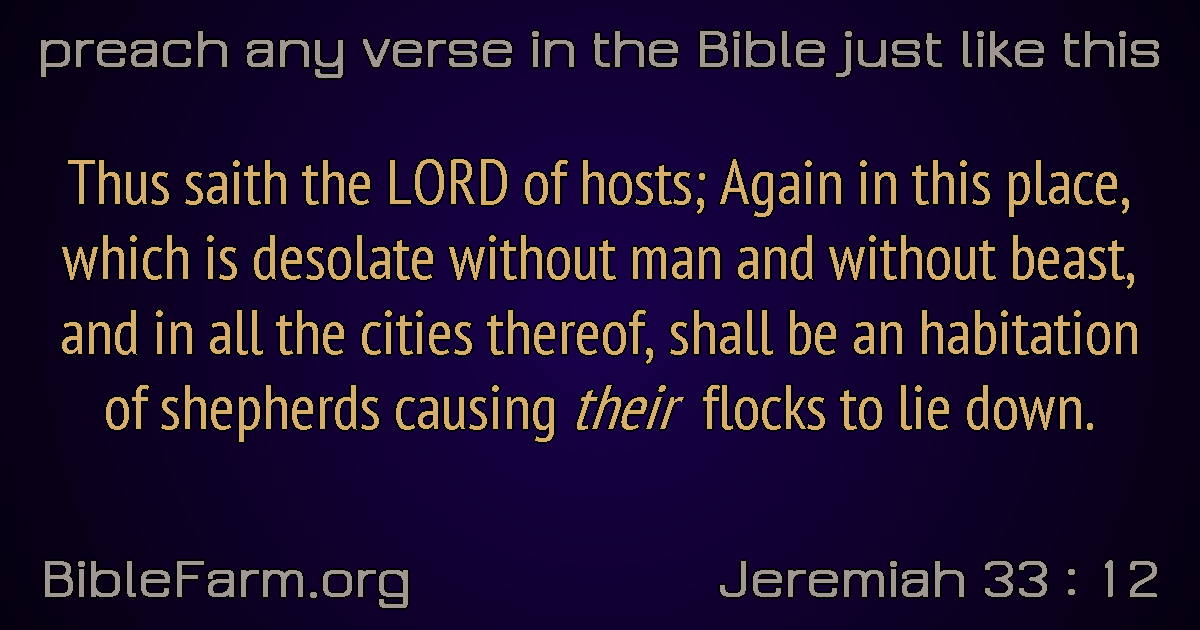 preach any verse in the Bible just like this
Thus saith the LORD of hosts; Again in this place,
which is desolate without man and without beast,
and in all the cities thereof, shall be an habitation
of shepherds causing their flocks to lie down.
BibleFarm.org
Jeremiah 33 : 12